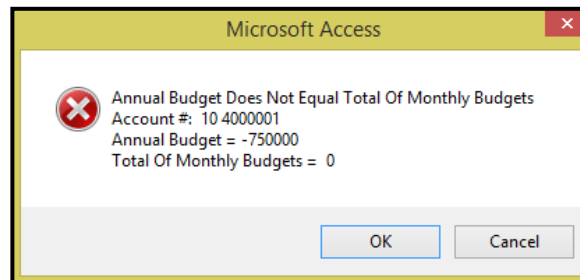 Microsoft Access
Annual Budget Does Not Equal Total Of Monthly Budgets
Account #:  10 4000001
Annual Budget = -750000
Total Of Monthly Budgets =  0
OK
Cancel